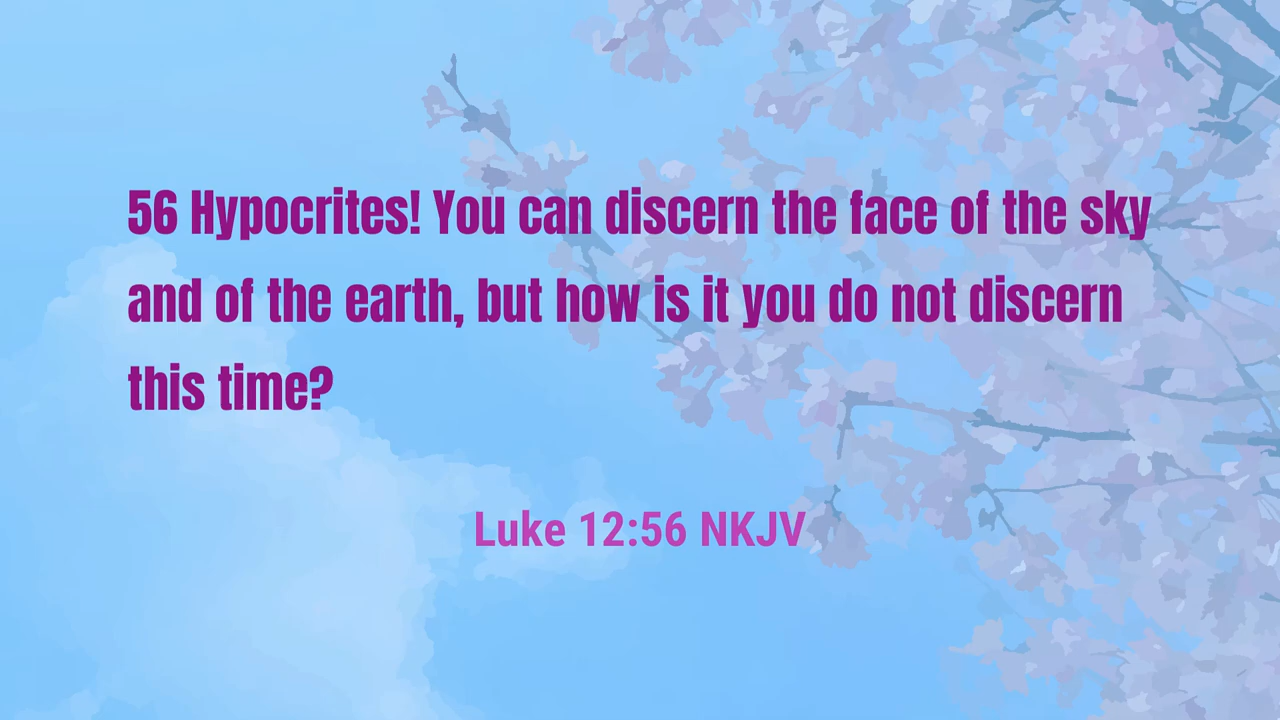 56 Hypocrites! You can discern the face of the sky
and of the earth, but how is it you do not discern
this time?
Luke 12:56 NKJV